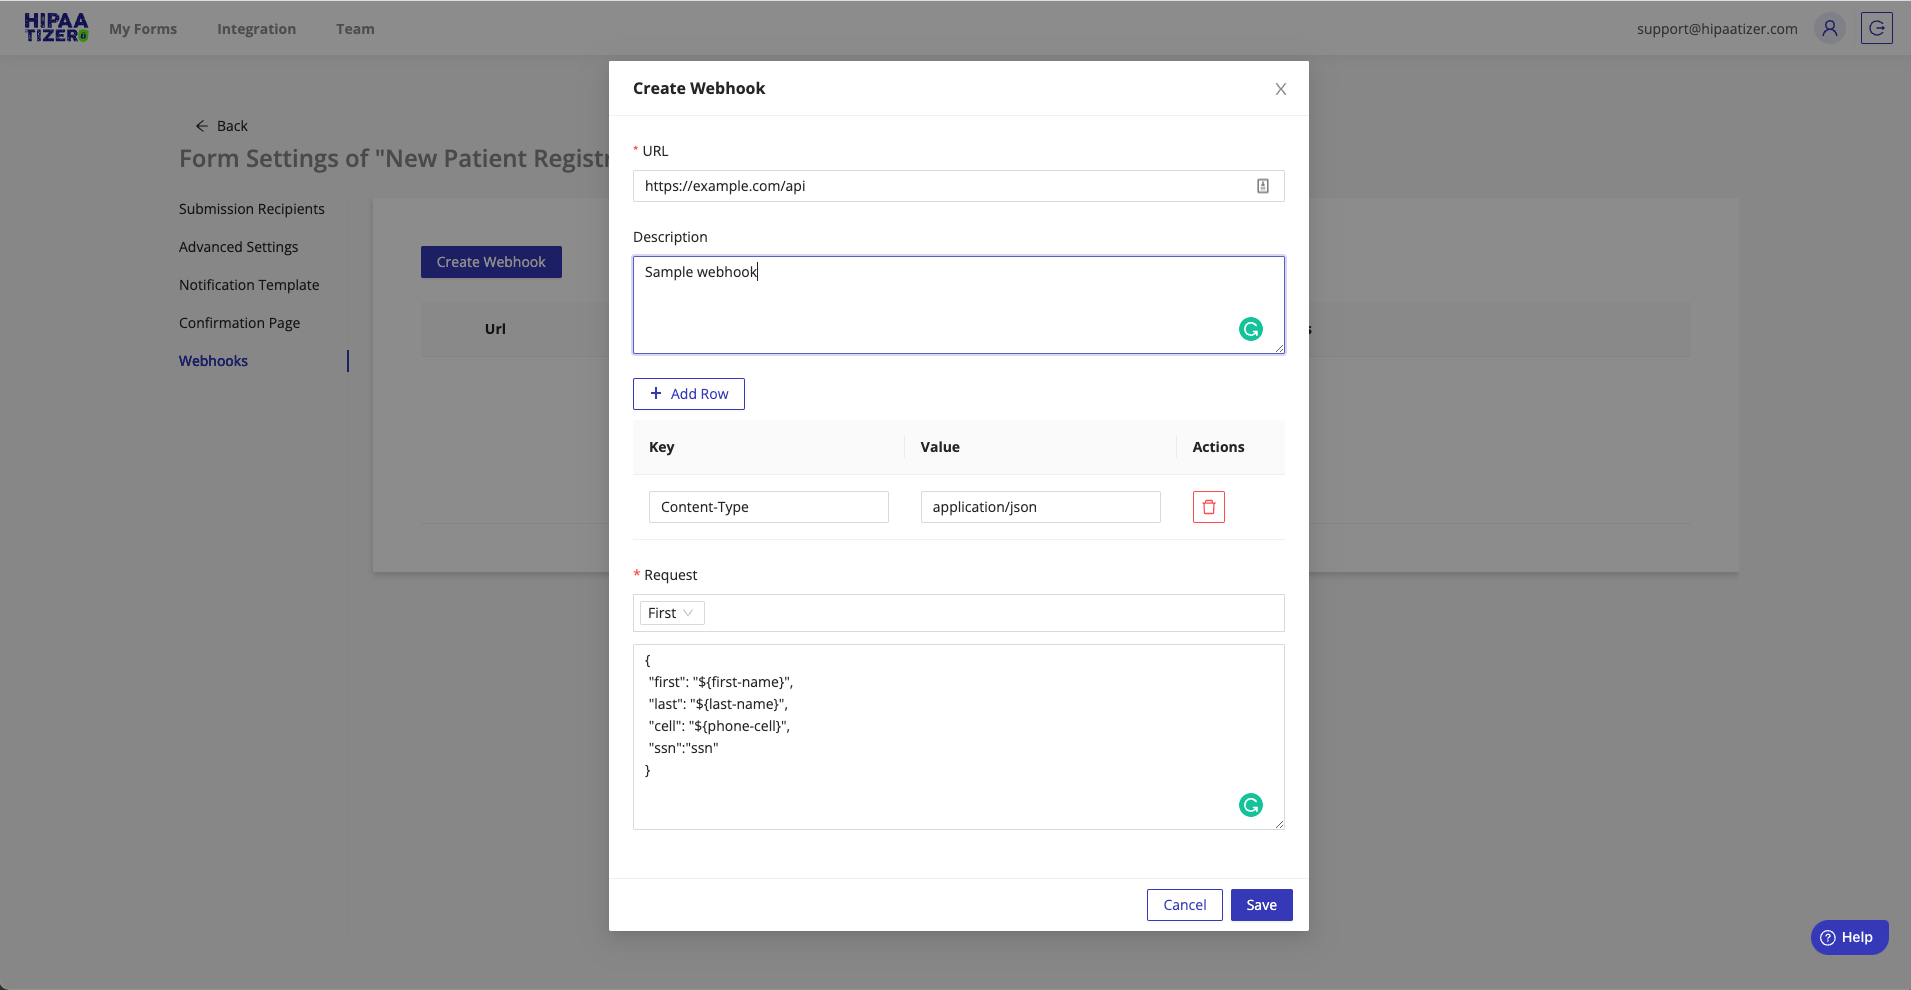 HIPAA
TIZER
My Forms
Integration
Team
support@hipaatizer.com
Back
Form Settings of "New Patient
Submission Recipients
Advanced Settings
Notification Template
Confirmation Page
Webhooks
Create Webhook
Url
Create Webhook
* URL
https://example.com/api
Description
Sample webhook
+ Add Row
Key
Value
Actions
Content-Type
application/json
* Request
First
{
"first": "${first-name}",
"last": "${last-name}",
"cell": "${phone-cell}",
"ssn":"ssn"
}
Cancel
Save
Help